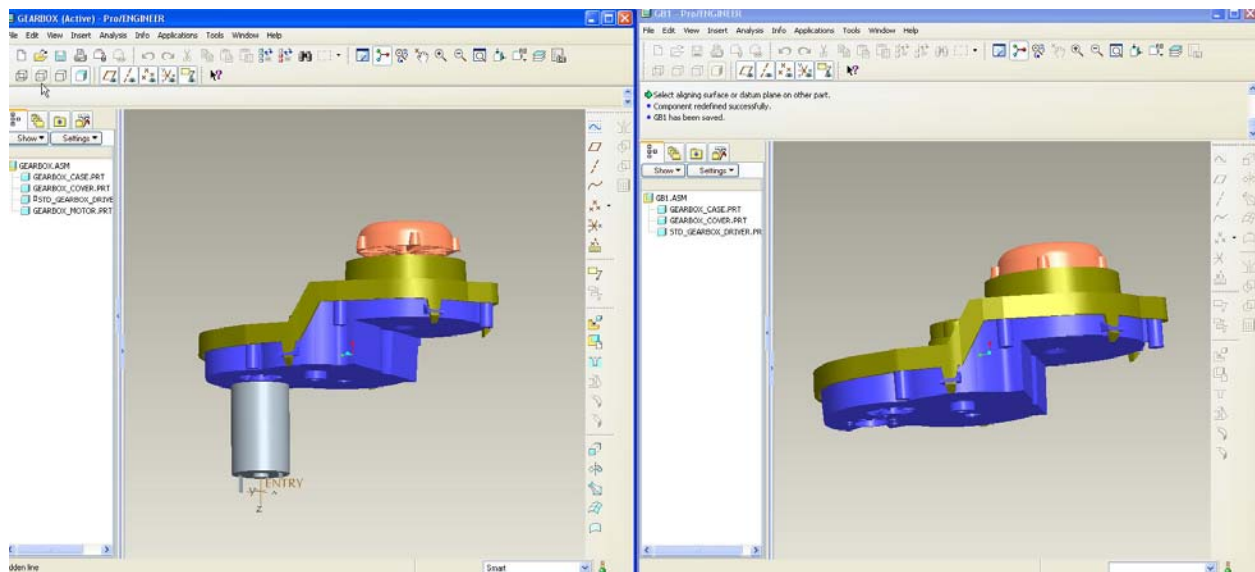 GEARBOX (Active) - Pro/ENGINEER
File Edit View Insert Analysis Info Applications Tools Window Help
Show Settings
GEARBOX.ASM
GEARBOX_CASE.PRT
GEARBOX_COVER.PRT
STD_GEARBOX_DRIVE
GEARBOX_MOTOR.PRT
ENTRY
y
z
dden line
Smart
GB1 - Pro/ENGINEER
File Edit View Insert Analysis Info Applications Tools Window Help
Select aligning surface or datum plane on other part.
Component redefined successfully.
GB1 has been saved.
Show Settings
GB1.ASM
GEARBOX_CASE.PRT
GEARBOX_COVER.PRT
STD_GEARBOX_DRIVER.PR